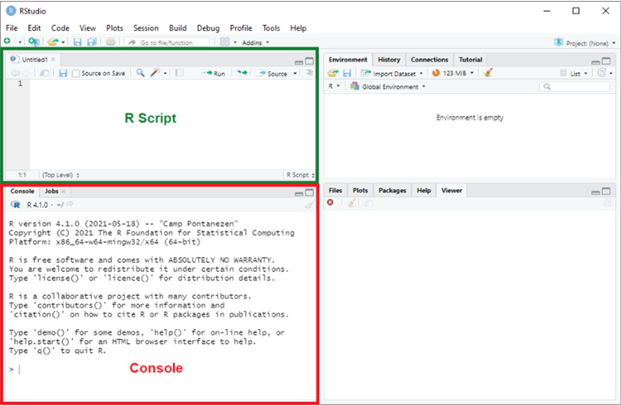 RStudio
File Edit Code View Plots Session Build Debug Profile Tools Help
Go to file/function Addins Project: (None)
Untitled1
Source on Save Run Source
1
R Script
1:1 (Top Level) R Script
Console Jobs
R 4.1.0 · ~/
R version 4.1.0 (2021-05-18) -- "Camp Pontanezen"
Copyright (C) 2021 The R Foundation for Statistical Computing
Platform: x86_64-w64-mingw32/x64 (64-bit)
R is free software and comes with ABSOLUTELY NO WARRANTY.
You are welcome to redistribute it under certain conditions.
Type 'license()' or 'licence()' for distribution details.
R is a collaborative project with many contributors.
Type 'contributors()' for more information and
'citation()' on how to cite R or R packages in publications.
Type 'demo()' for some demos, 'help()' for on-line help, or
'help.start()' for an HTML browser interface to help.
Type 'q()' to quit R.
>
Console
Environment History Connections Tutorial
Import Dataset 123 MiB List
R Global Environment
Environment is empty
Files Plots Packages Help Viewer